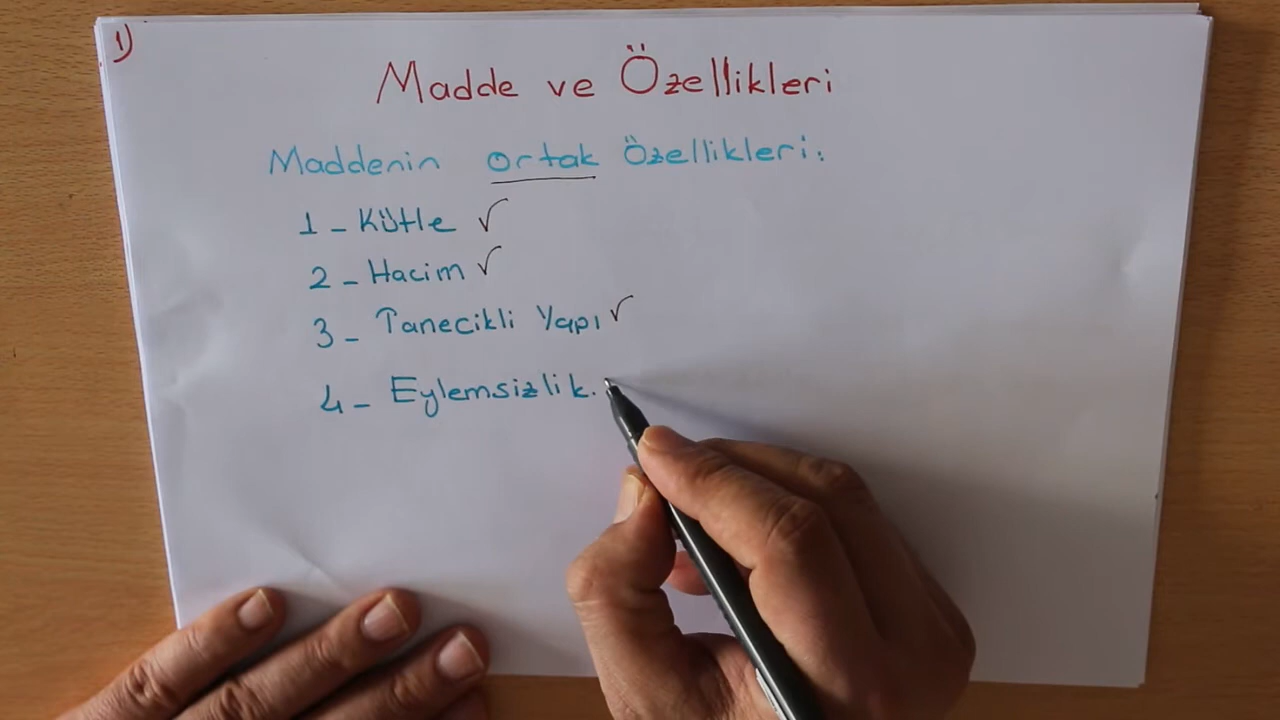 1)
Madde ve Özellikleri
Maddenin ortak Özellikleri:
1- Kütle ✓
2- Hacim ✓
3- Tanecikli Yapı ✓
4- Eylemsizlik.